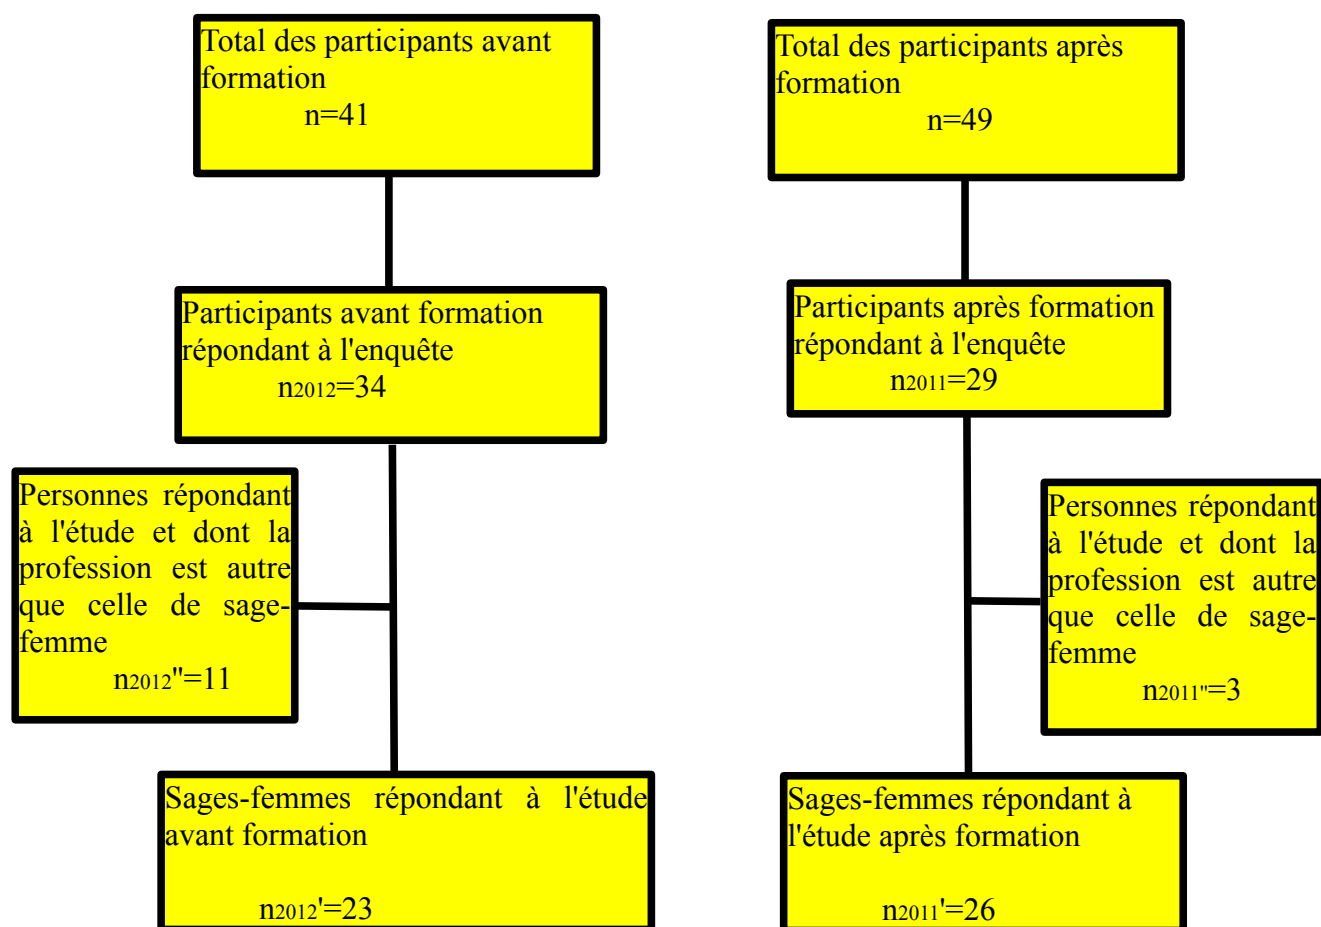 Total des participants avant
formation
n=41
Total des participants après
formation
n=49
Participants avant formation
répondant à l'enquête
n2012=34
Participants après formation
répondant à l'enquête
n2011=29
Personnes répondant
à l'étude et dont la
profession est autre
que celle de sage-
femme
n2012"=11
Personnes répondant
à l'étude et dont la
profession est autre
que celle de sage-
femme
n2011"=3
Sages-femmes répondant à l'étude
avant formation
n2012'=23
Sages-femmes répondant à
l'étude après formation
n2011'=26